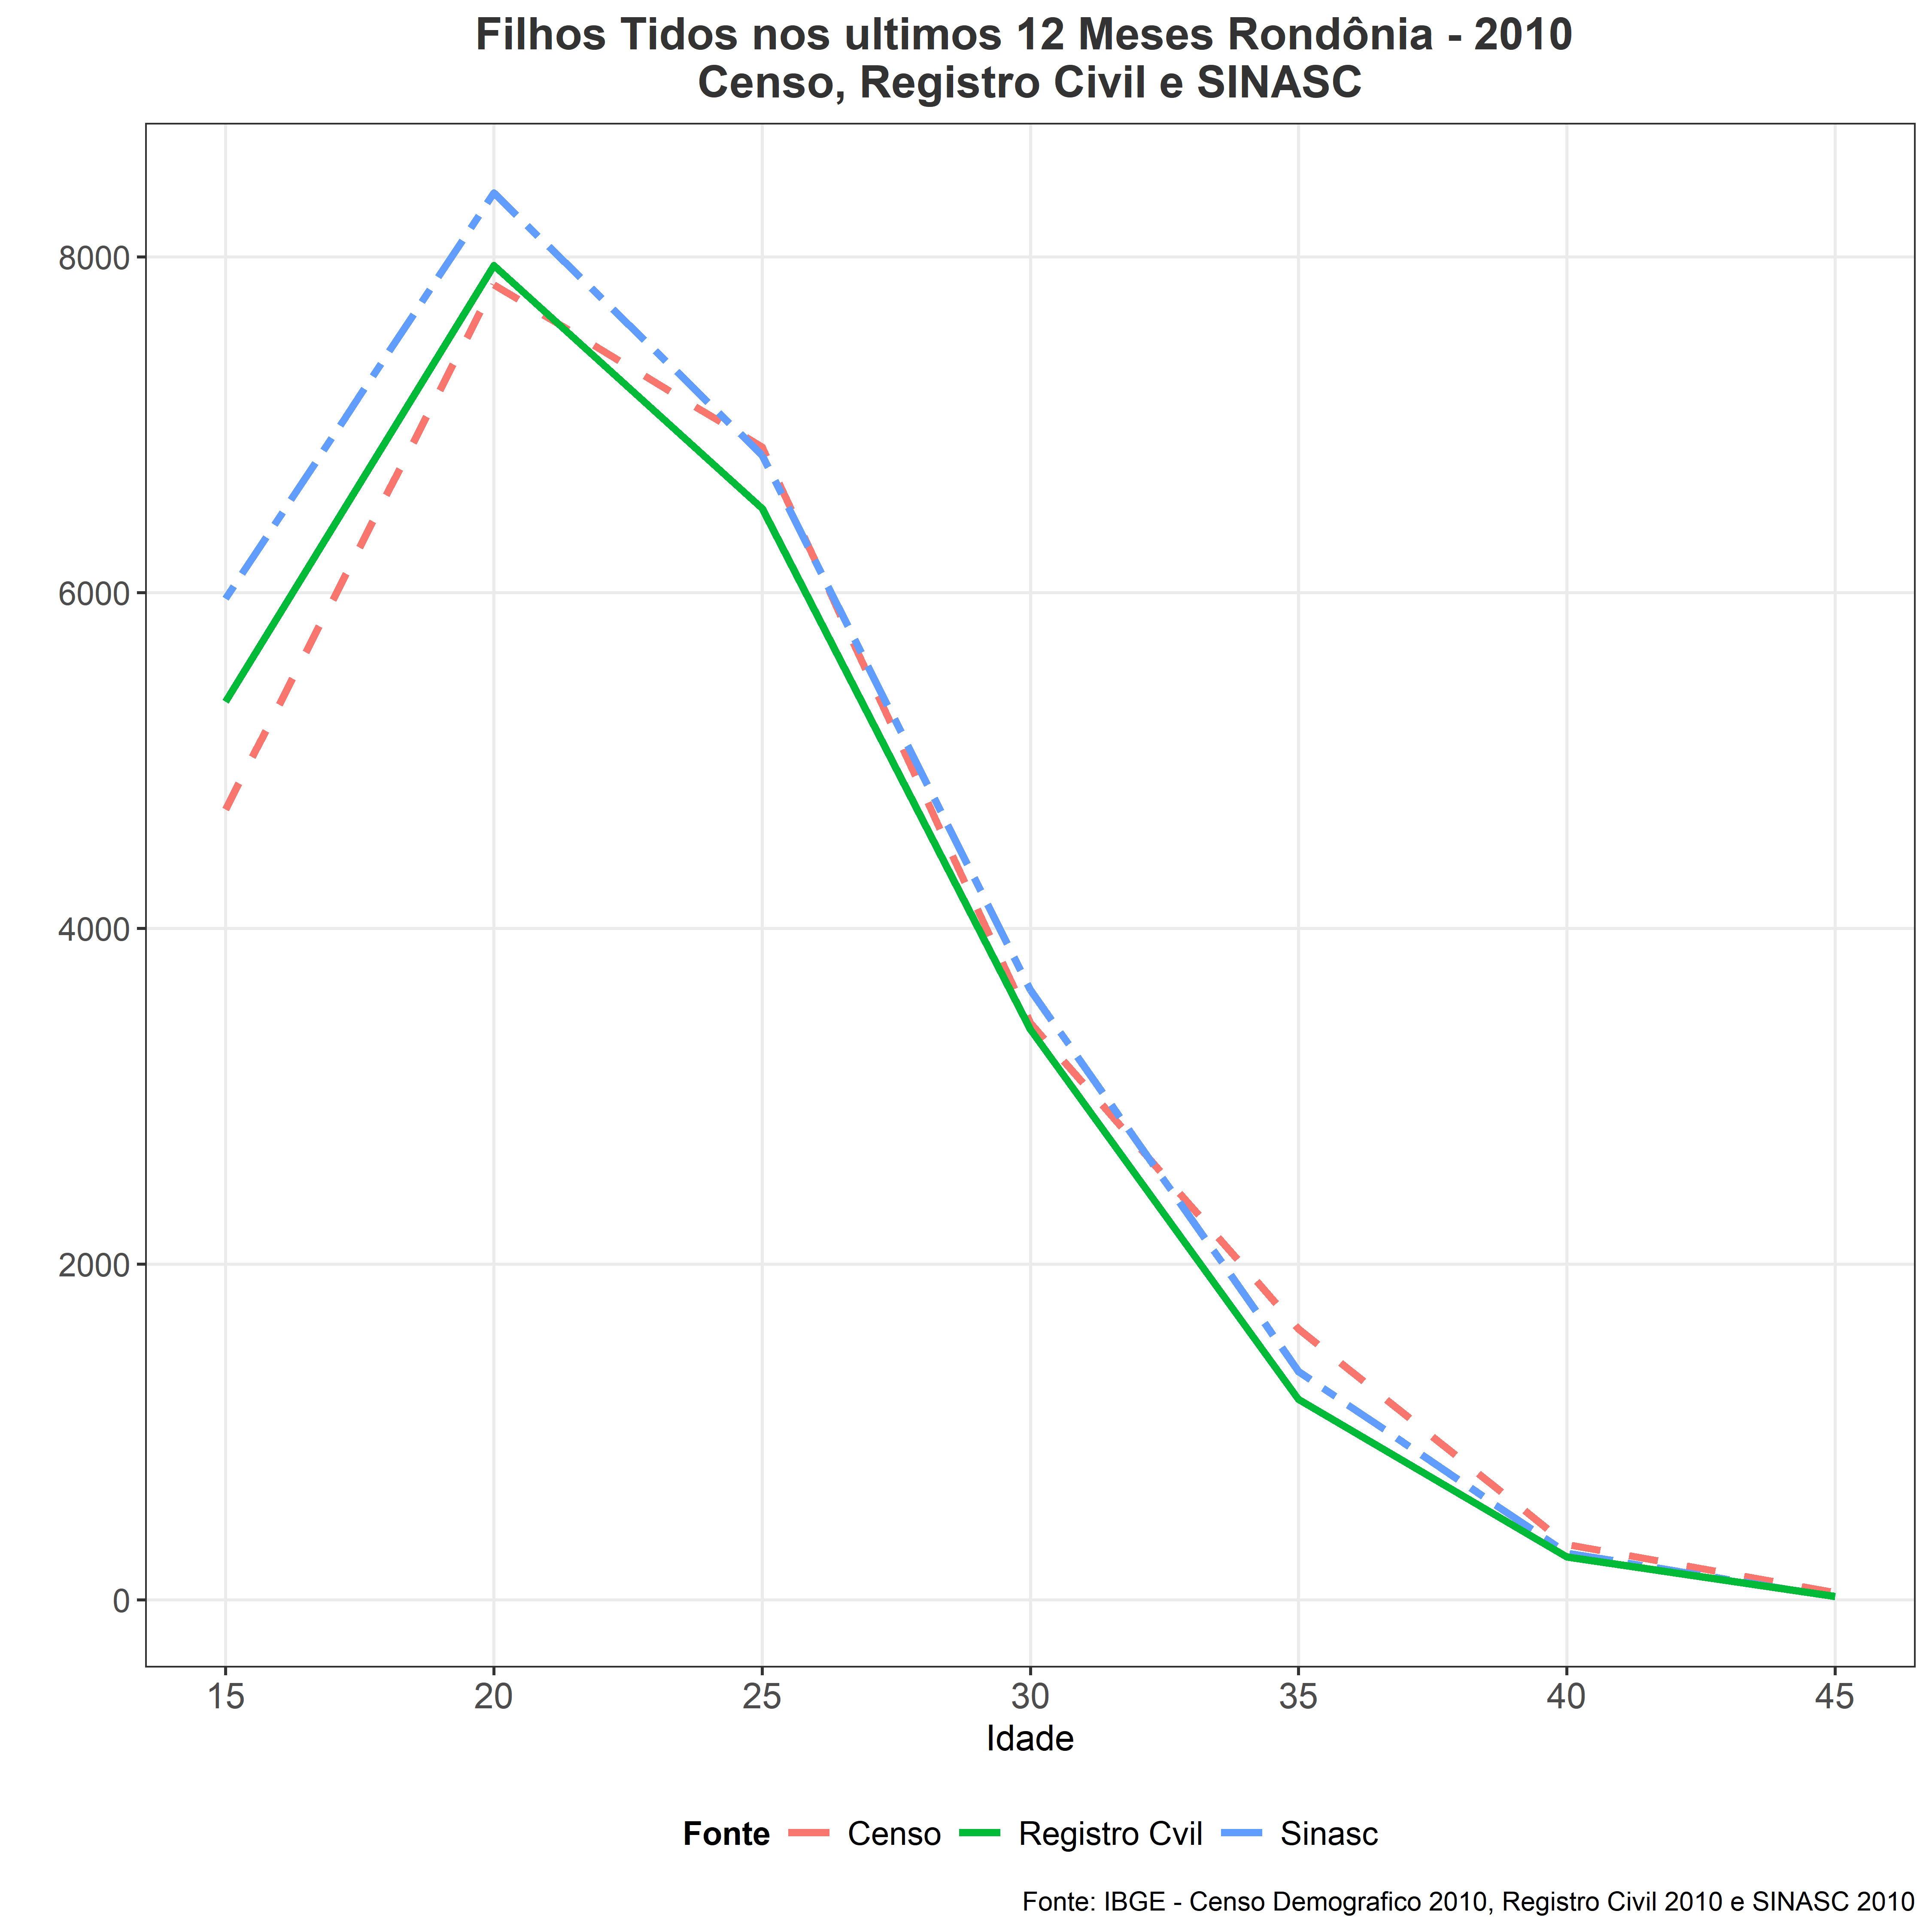 Filhos Tidos nos ultimos 12 Meses Rondônia - 2010
Censo, Registro Civil e SINASC
8000
6000
4000
2000
0
15 20 25 30 35 40 45
Idade
Fonte Censo Registro Cvil Sinasc
Fonte: IBGE - Censo Demografico 2010, Registro Civil 2010 e SINASC 2010